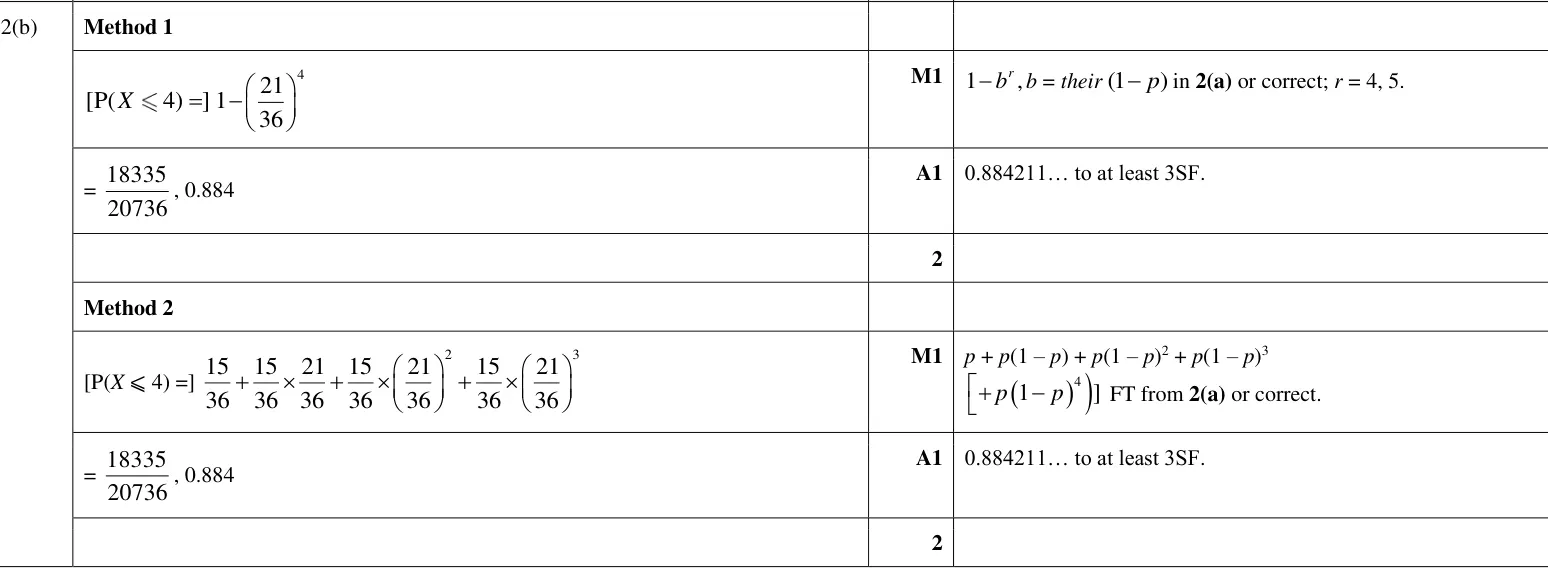 2(b) Method 1
[P(X ⩽ 4) =] 1−(21/36)^4 M1 1−b^r, b = their (1−p) in 2(a) or correct; r = 4, 5.
= 18335/20736, 0.884 A1 0.884211… to at least 3SF.
2
Method 2
[P(X ⩽ 4) =] 15/36 + 15/36 × 21/36 + 15/36 × (21/36)^2 + 15/36 × (21/36)^3 M1 p + p(1 – p) + p(1 – p)^2 + p(1 – p)^3
[+p(1−p)^4)] FT from 2(a) or correct.
= 18335/20736, 0.884 A1 0.884211… to at least 3SF.
2